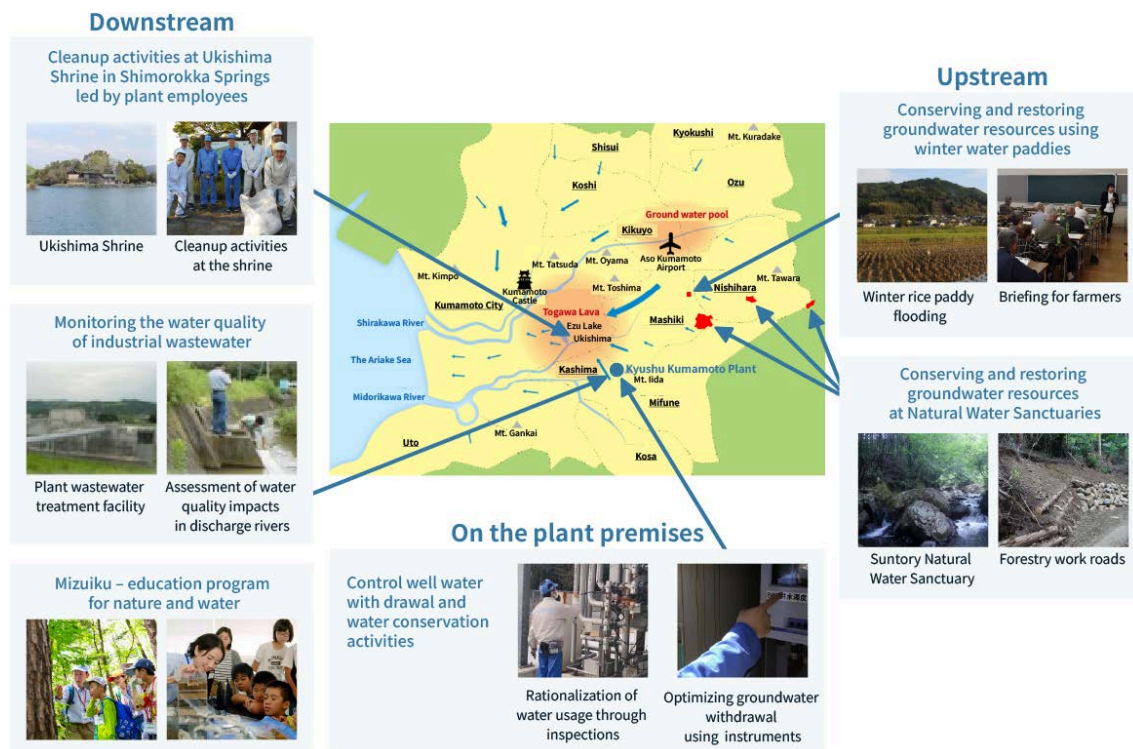 Downstream
Cleanup activities at Ukishima
Shrine in Shimorokka Springs
led by plant employees
Ukishima Shrine
Cleanup activities
at the shrine
Monitoring the water quality
of industrial wastewater
Plant wastewater
treatment facility
Assessment of water
quality impacts
in discharge rivers
Mizuiku – education program
for nature and water
Kyokushi
Mt. Kuradake
Shisui
Koshi
Ozu
Ground water pool
Kikuyo
Aso Kumamoto
Airport
Mt. Oyama
Mt. Tatsuda
Mt. Kimpo
Kumamoto
Castle
Mt. Toshima
Mt. Tawara
Nishihara
Kumamoto City
Togawa Lava
Mashiki
Shirakawa River
Ezu Lake
Ukishima
The Ariake Sea
Kashima
Kyushu Kumamoto Plant
Mt. Iida
Midorikawa River
Mifune
Mt. Gankai
Uto
Kosa
On the plant premises
Control well water
with drawal and
water conservation
activities
Rationalization of
water usage through
inspections
Optimizing groundwater
withdrawal
using instruments
Upstream
Conserving and restoring
groundwater resources using
winter water paddies
Winter rice paddy
flooding
Briefing for farmers
Conserving and restoring
groundwater resources
at Natural Water Sanctuaries
Suntory Natural
Water Sanctuary
Forestry work roads